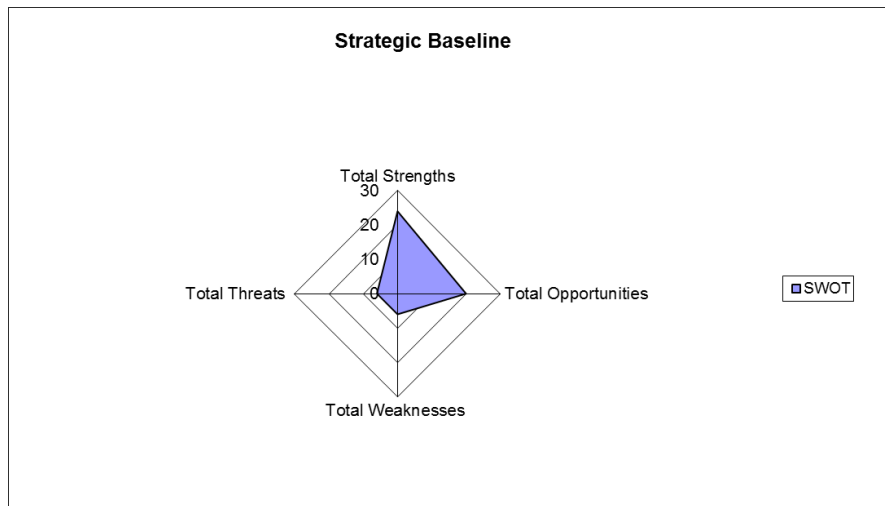 Strategic Baseline
Total Strengths
30
20
10
0
Total Threats
Total Opportunities
SWOT
Total Weaknesses